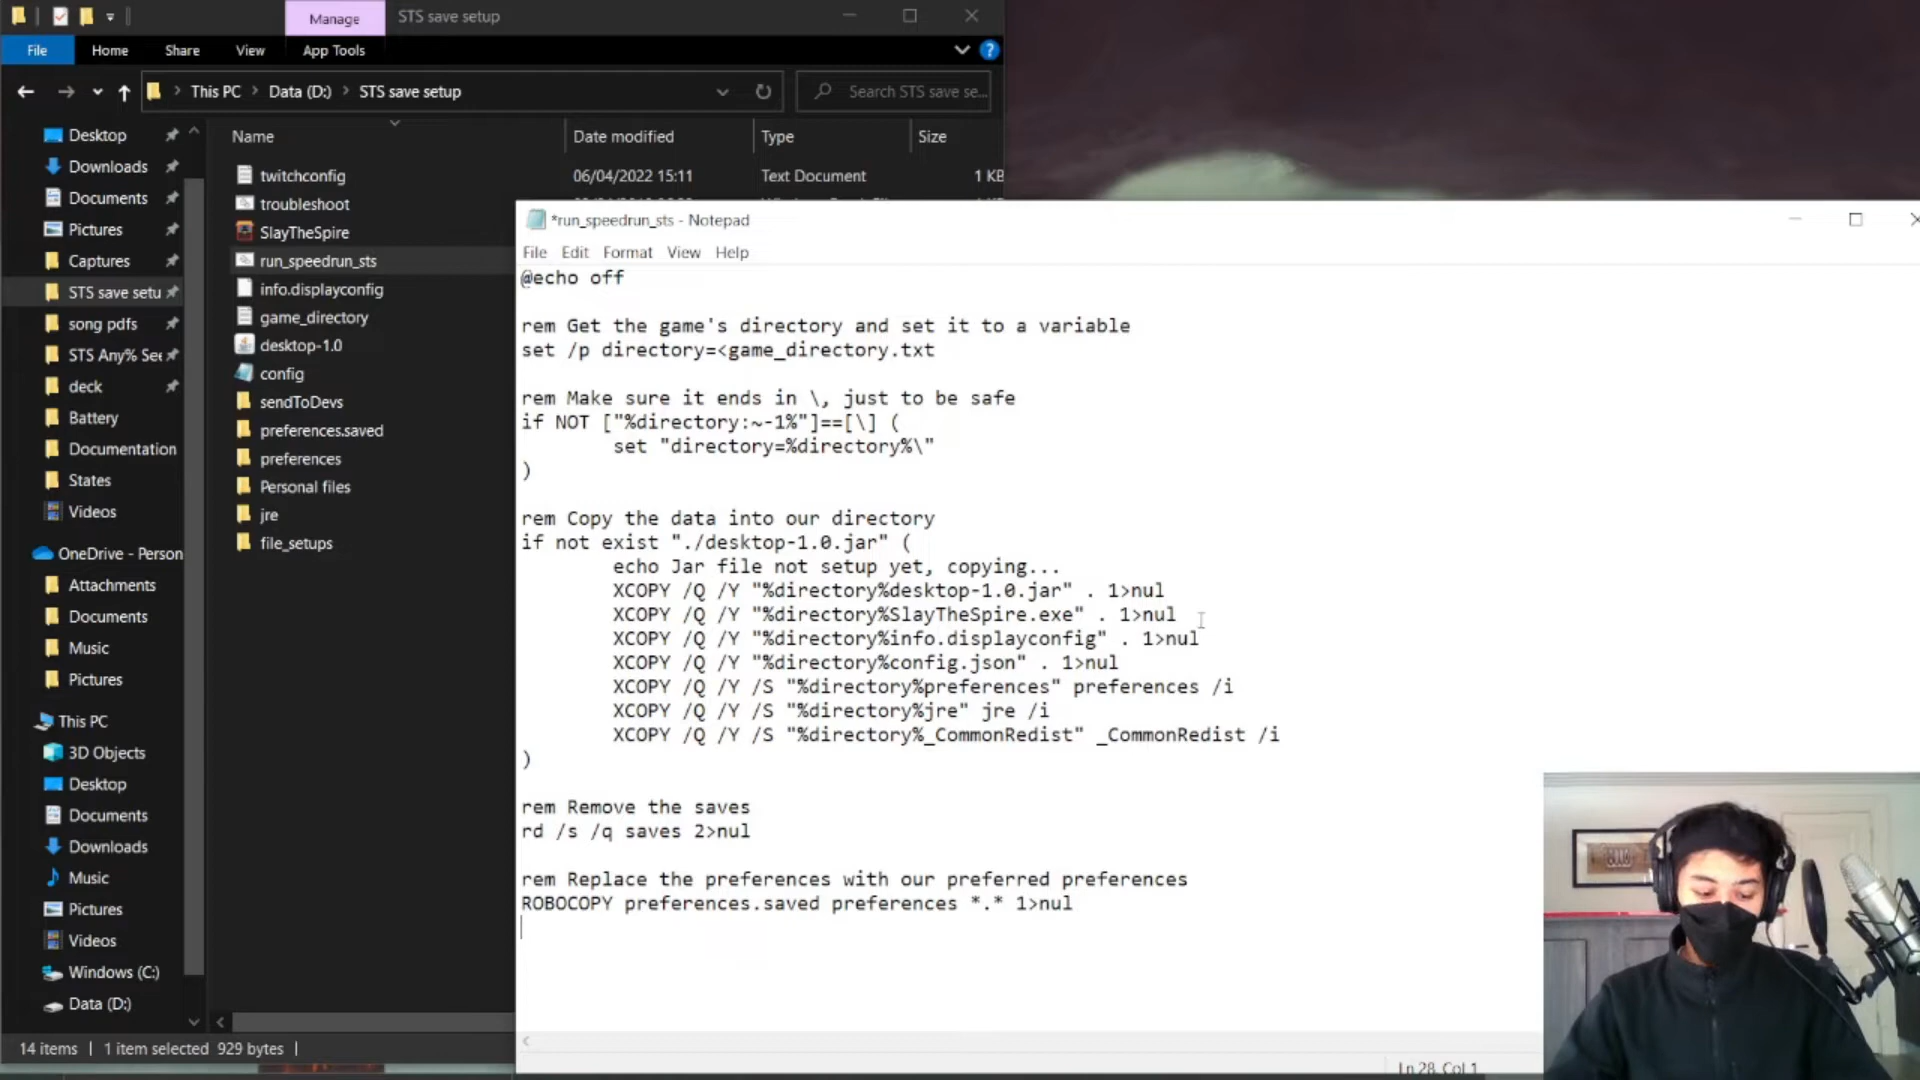 Manage
STS save setup
File
Home
Share
View
App Tools
This PC
Data (D:)
STS save setup
Search STS save se...
Name
Date modified
Type
Size
Desktop
Downloads
Documents
Pictures
Captures
STS save setu
song pdfs
STS Any% See
deck
Battery
Documentation
States
Videos
OneDrive - Person
Attachments
Documents
Music
Pictures
This PC
3D Objects
Desktop
Documents
Downloads
Music
Pictures
Videos
Windows (C:)
Data (D:)
twitchconfig
06/04/2022 15:11
Text Document
1 KB
troubleshoot
SlayTheSpire
run_speedrun_sts
info.displayconfig
game_directory
desktop-1.0
config
sendToDevs
preferences.saved
preferences
Personal files
jre
file_setups
14 items
1 item selected 929 bytes
*run_speedrun_sts - Notepad
File Edit Format View Help
@echo off
rem Get the game's directory and set it to a variable
set /p directory=<game_directory.txt
rem Make sure it ends in \, just to be safe
if NOT ["%directory:~-1%"]==[\] (
set "directory=%directory%\"
)
rem Copy the data into our directory
if not exist "./desktop-1.0.jar" (
echo Jar file not setup yet, copying...
XCOPY /Q /Y "%directory%desktop-1.0.jar" . 1>nul
XCOPY /Q /Y "%directory%SlayTheSpire.exe" . 1>nul
XCOPY /Q /Y "%directory%info.displayconfig" . 1>nul
XCOPY /Q /Y "%directory%config.json" . 1>nul
XCOPY /Q /Y /S "%directory%preferences" preferences /i
XCOPY /Q /Y /S "%directory%jre" jre /i
XCOPY /Q /Y /S "%directory%_CommonRedist" _CommonRedist /i
)
rem Remove the saves
rd /s /q saves 2>nul
rem Replace the preferences with our preferred preferences
ROBOCOPY preferences.saved preferences *.* 1>nul
Ln 28, Col 1